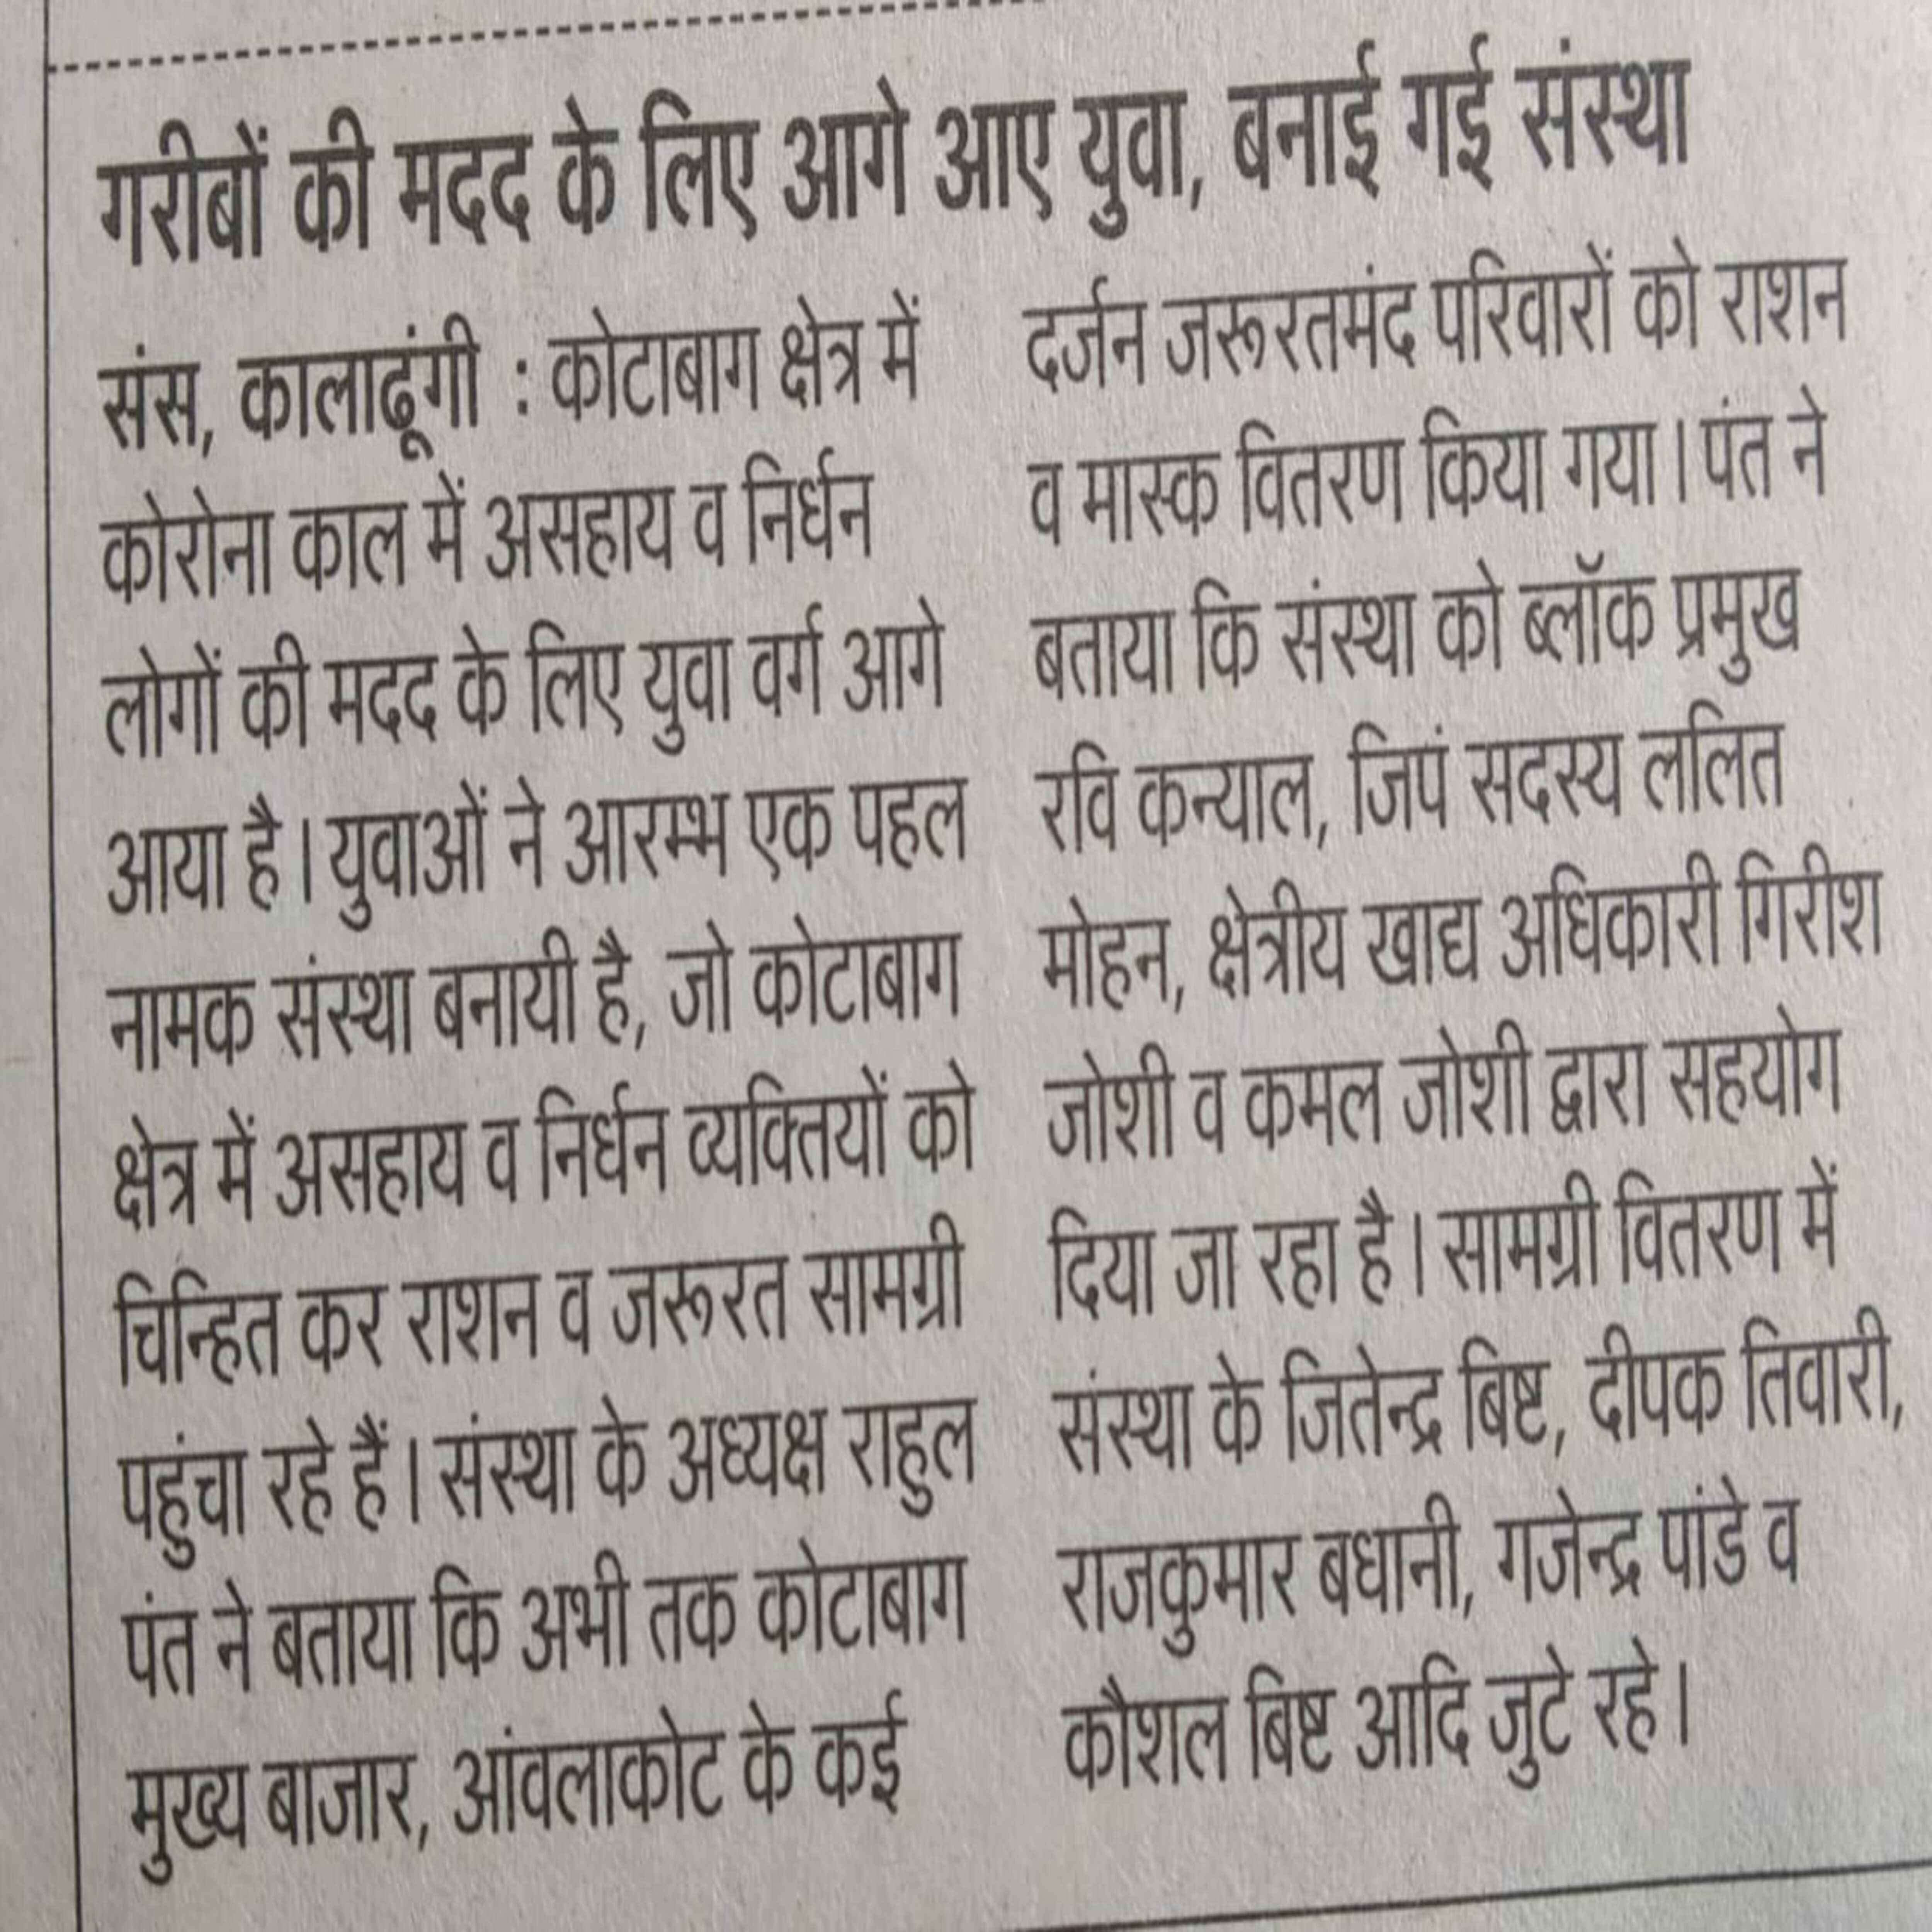 गरीबों की मदद के लिए आगे आए युवा, बनाई गई संस्था
संस, कालाढूंगी : कोटाबाग क्षेत्र में
कोरोना काल में असहाय व निर्धन
लोगों की मदद के लिए युवा वर्ग आगे
आया है। युवाओं ने आरम्भ एक पहल
नामक संस्था बनायी है, जो कोटाबाग
क्षेत्र में असहाय व निर्धन व्यक्तियों को
चिन्हित कर राशन व जरूरत सामग्री
पहुंचा रहे हैं। संस्था के अध्यक्ष राहुल
पंत ने बताया कि अभी तक कोटाबाग
मुख्य बाजार, आंवलाकोट के कई
दर्जन जरूरतमंद परिवारों को राशन
व मास्क वितरण किया गया। पंत ने
बताया कि संस्था को ब्लॉक प्रमुख
रवि कन्याल, जिपं सदस्य ललित
मोहन, क्षेत्रीय खाद्य अधिकारी गिरीश
जोशी व कमल जोशी द्वारा सहयोग
दिया जा रहा है। सामग्री वितरण में
संस्था के जितेन्द्र बिष्ट, दीपक तिवारी,
राजकुमार बधानी, गजेन्द्र पांडे व
कौशल बिष्ट आदि जुटे रहे।